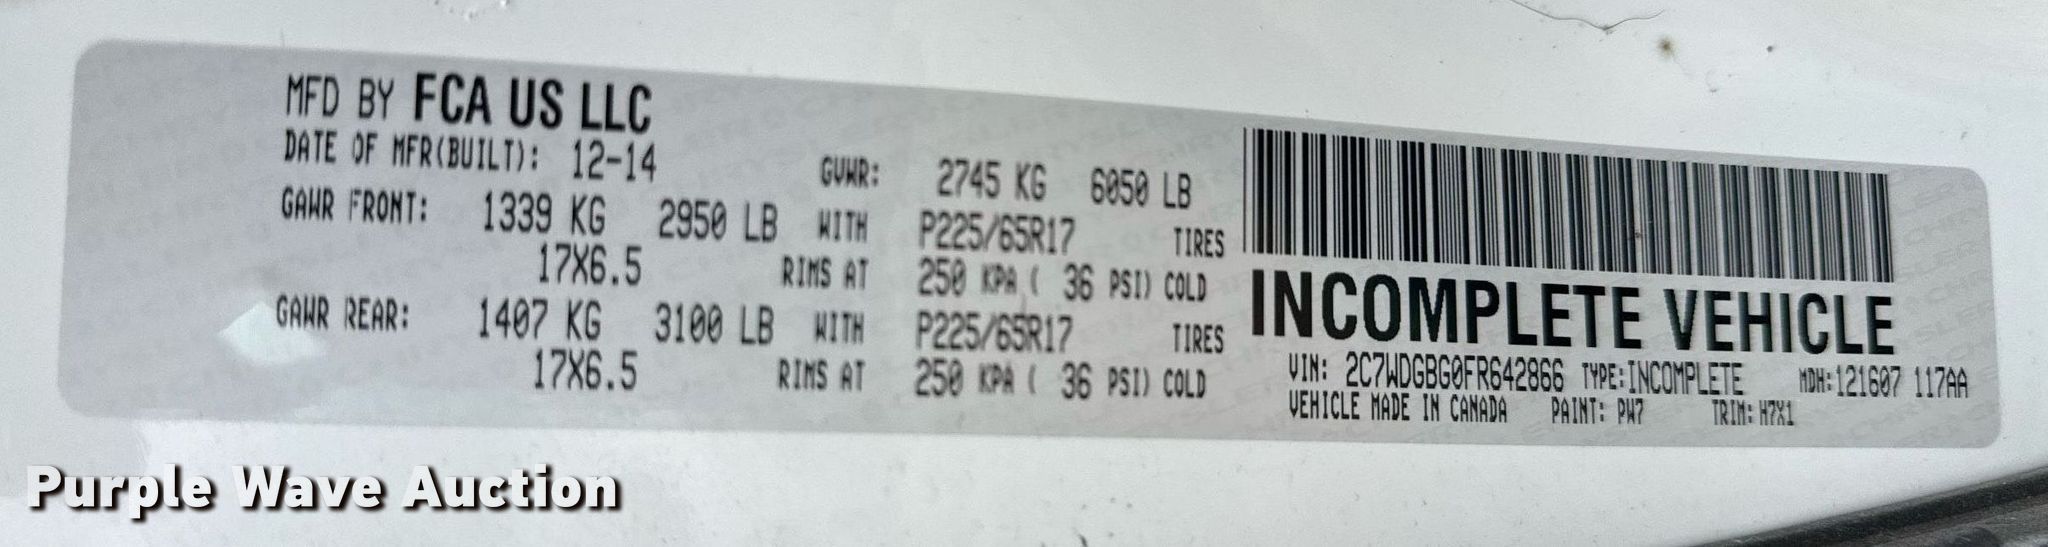 MFD BY FCA US LLC
DATE OF MFR(BUILT): 12-14 GVWR: 2745 KG 6050 LB
GAWR FRONT: 1339 KG 2950 LB WITH P225/65R17 TIRES
17X6.5 RIMS AT 250 KPA ( 36 PSI) COLD
GAWR REAR: 1407 KG 3100 LB WITH P225/65R17 TIRES
17X6.5 RIMS AT 250 KPA ( 36 PSI) COLD
INCOMPLETE VEHICLE
VIN: 2C7WDGBG0FR642866 TYPE:INCOMPLETE MDH:121607 117AA
VEHICLE MADE IN CANADA PAINT: PW7 TRIM: H7X1
Purple Wave Auction